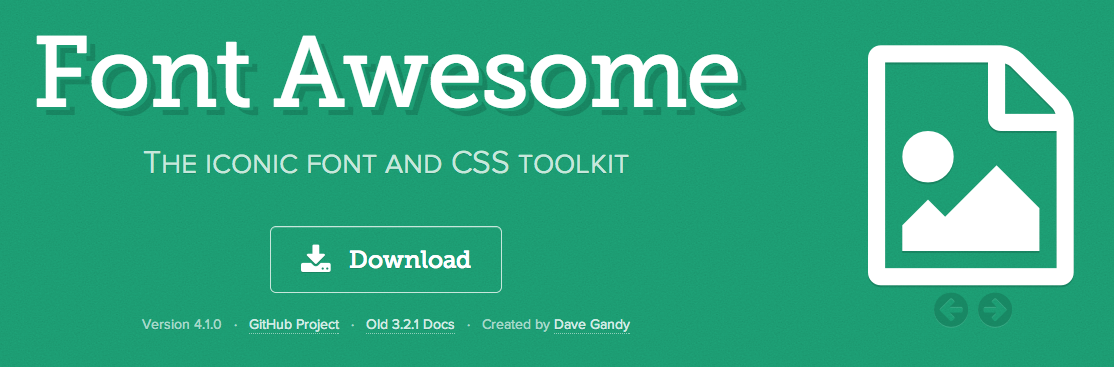 Font Awesome
The iconic font and CSS toolkit
Download
Version 4.1.0 · GitHub Project · Old 3.2.1 Docs · Created by Dave Gandy